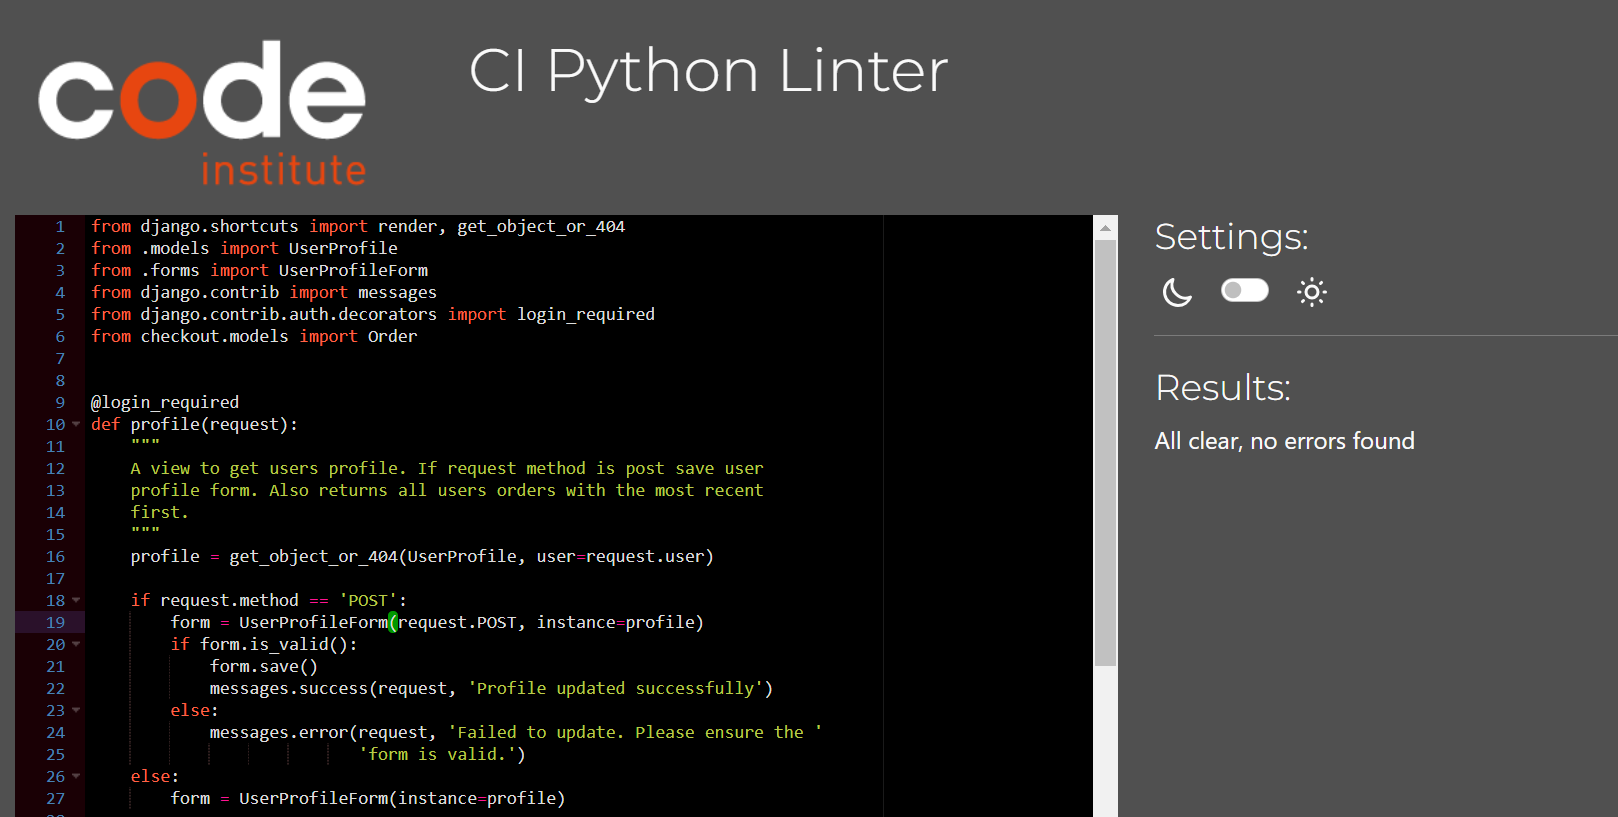 code
institute
CI Python Linter
1 from django.shortcuts import render, get_object_or_404
2 from .models import UserProfile
3 from .forms import UserProfileForm
4 from django.contrib import messages
5 from django.contrib.auth.decorators import login_required
6 from checkout.models import Order
7
8
9 @login_required
10 def profile(request):
11     """
12     A view to get users profile. If request method is post save user
13     profile form. Also returns all users orders with the most recent
14     first.
15     """
16     profile = get_object_or_404(UserProfile, user=request.user)
17
18     if request.method == 'POST':
19         form = UserProfileForm(request.POST, instance=profile)
20         if form.is_valid():
21             form.save()
22             messages.success(request, 'Profile updated successfully')
23         else:
24             messages.error(request, 'Failed to update. Please ensure the '
25                            'form is valid.')
26     else:
27         form = UserProfileForm(instance=profile)
Settings:
Results:
All clear, no errors found